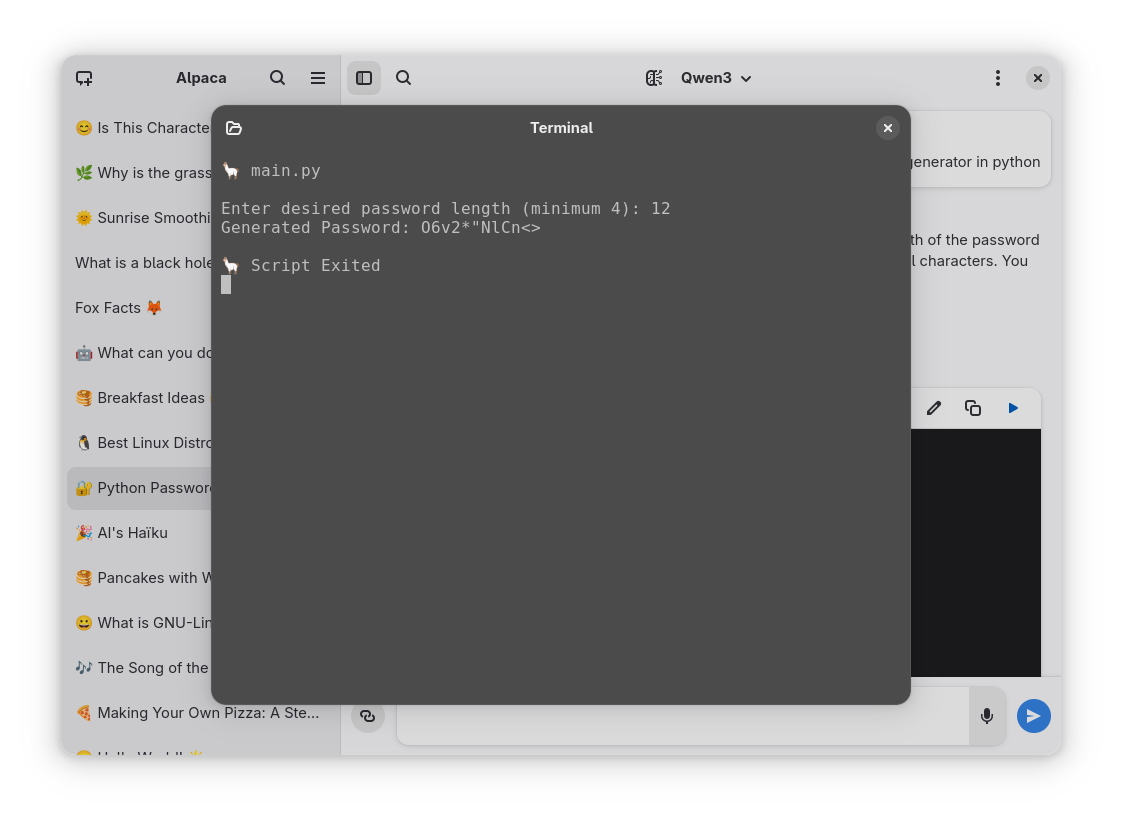 Alpaca
Qwen3
😊 Is This Characte
🌿 Why is the grass
🌞 Sunrise Smoothi
What is a black hole
Fox Facts 🦊
🤖 What can you do
🥞 Breakfast Ideas
🐧 Best Linux Distro
🔐 Python Password
🎉 AI's Haïku
🥞 Pancakes with W
😀 What is GNU-Lin
🎶 The Song of the
🍕 Making Your Own Pizza: A Ste...
generator in python
th of the password
l characters. You
Terminal
🦙 main.py
Enter desired password length (minimum 4): 12
Generated Password: O6v2*"NlCn<>
🦙 Script Exited